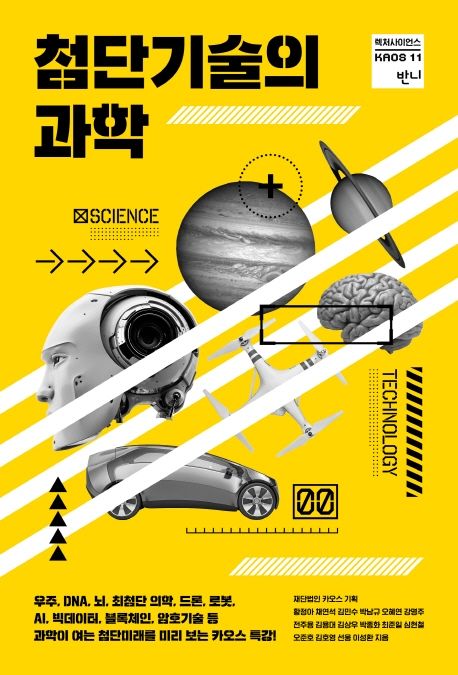 첨단기술의
과학
렉처사이언스
KAOS 11
반니
SCIENCE
TECHNOLOGY
00
우주, DNA, 뇌, 최첨단 의학, 드론, 로봇,
AI, 빅데이터, 블록체인, 암호기술 등
과학이 여는 첨단미래를 미리 보는 카오스 특강!
재단법인 카오스 기획
황정아 채연석 김민수 박남규 오혜연 강명주
전주홍 김용대 김상우 박종화 최준일 심현철
오준호 김호영 선웅 이성환 지음